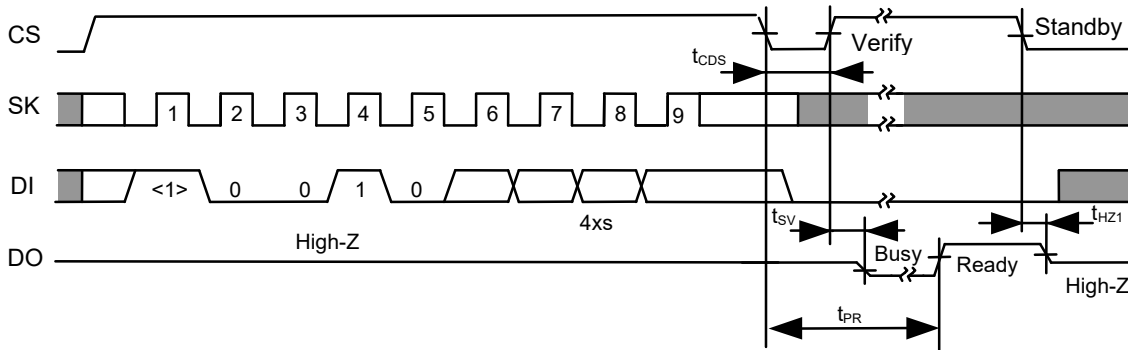 CS
Verify
Standby
tCDS
SK 1 2 3 4 5 6 7 8 9
DI <1> 0 0 1 0
4xs
tSV
tHZ1
High-Z
DO
Busy
Ready
High-Z
tPR